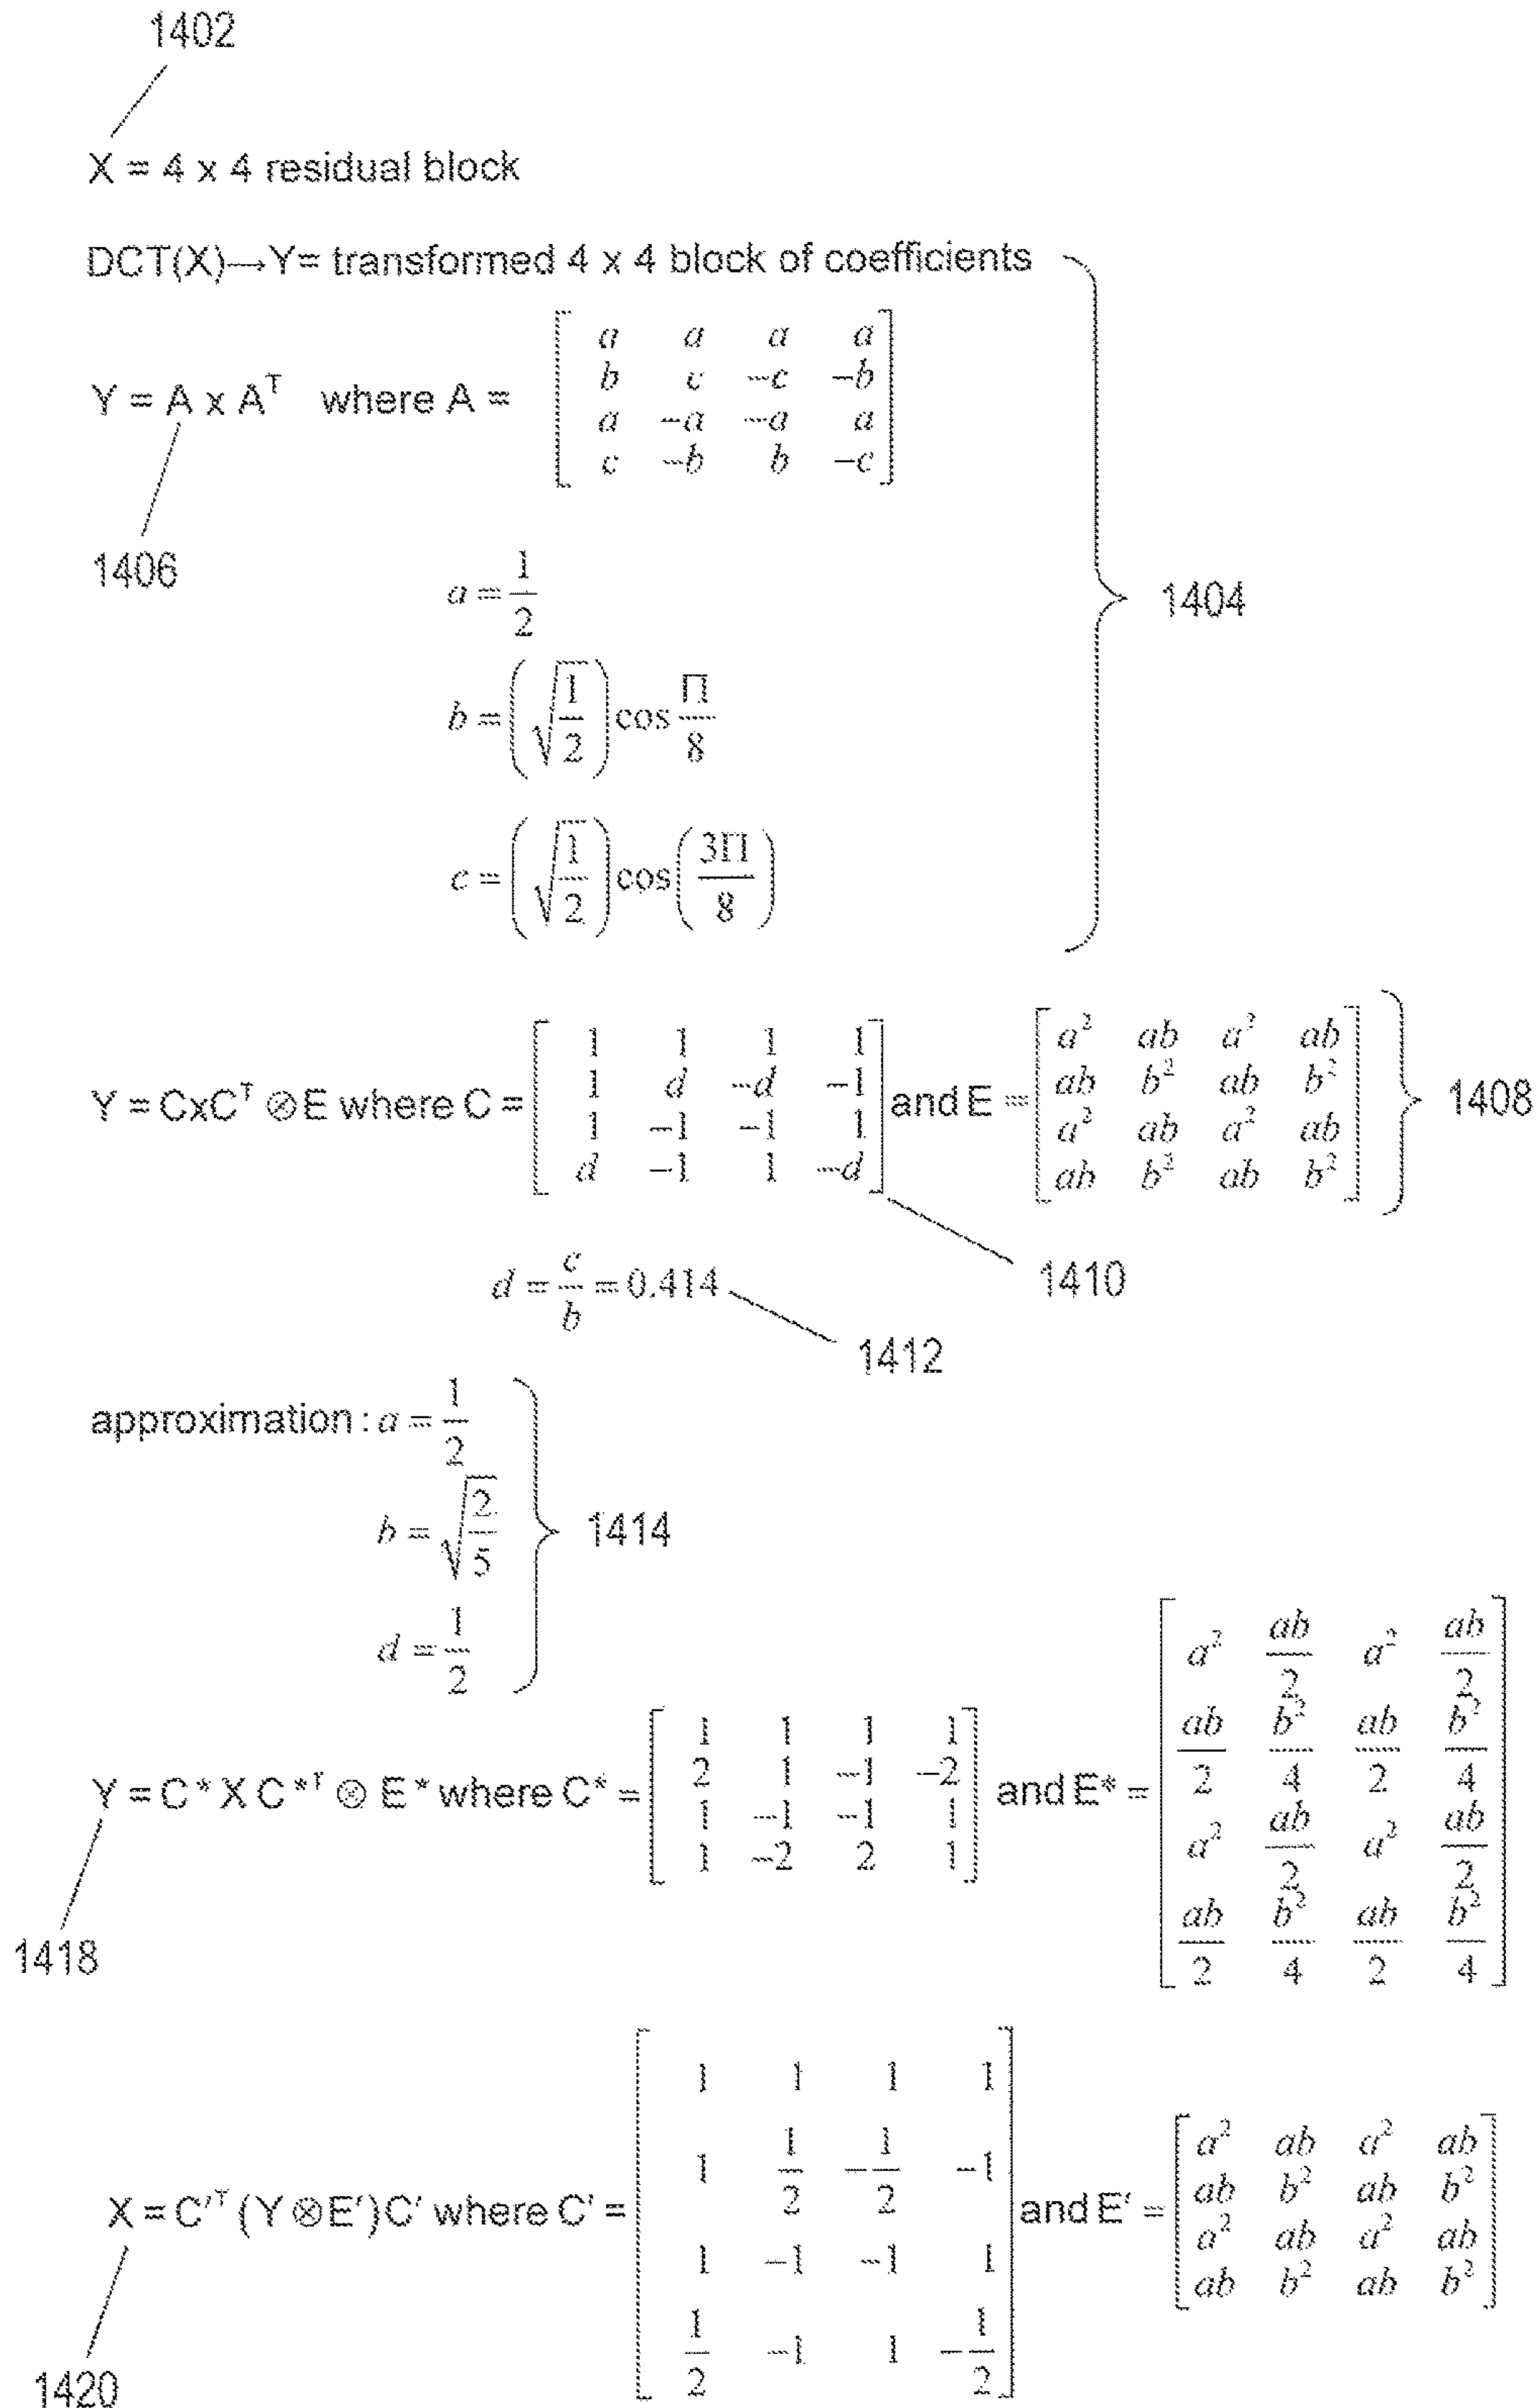 1402
X = 4 x 4 residual block
DCT(X)→Y= transformed 4 x 4 block of coefficients
Y = A x Aᵀ where A = [ a a a a
b c −c −b
a −a −a a
c −b b −c ]
1406
a = 1/2
1404
b = (√(1/2)) cos Π/8
c = (√(1/2)) cos(3Π/8)
Y = CxCᵀ ⊗ E where C = [ 1 1 1 1
1 d −d −1
1 −1 −1 1
d −1 1 −d ] and E = [ a² ab a² ab
ab b² ab b²
a² ab a² ab
ab b² ab b² ]
1408
1410
d = c/b = 0.414
1412
approximation : a = 1/2
b = √(2/5)
1414
d = 1/2
Y = C* X C*ᵀ ⊗ E* where C* = [ 1 1 1 1
2 1 −1 −2
1 −1 −1 1
1 −2 2 1 ] and E* = [ a² ab/2 a² ab/2
ab/2 b²/4 ab/2 b²/4
a² ab/2 a² ab/2
ab/2 b²/4 ab/2 b²/4 ]
1418
X = C′ᵀ (Y ⊗ E′) C′ where C′ = [ 1 1 1 1
1 1/2 −1/2 −1
1 −1 −1 1
1/2 −1 1 −1/2 ] and E′ = [ a² ab a² ab
ab b² ab b²
a² ab a² ab
ab b² ab b² ]
1420